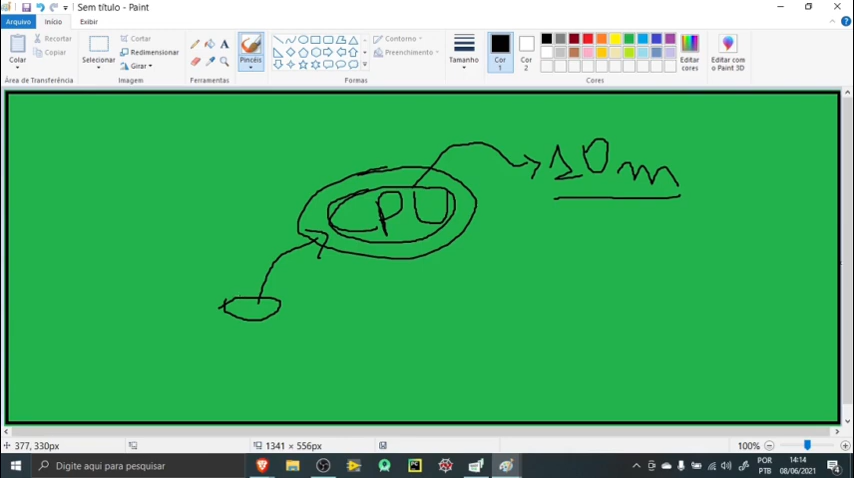 Sem título - Paint
Arquivo Início Exibir
Colar
Recortar
Copiar
Área de Transferência
Selecionar
Cortar
Redimensionar
Girar
Imagem
Ferramentas
Pincéis
Contorno
Preenchimento
Formas
Tamanho
Cor 1
Cor 2
Cores
Editar cores
Editar com o Paint 3D
10m
CPU
377, 330px
1341 × 556px
100%
Digite aqui para pesquisar
POR
PTB
14:14
08/06/2021
4